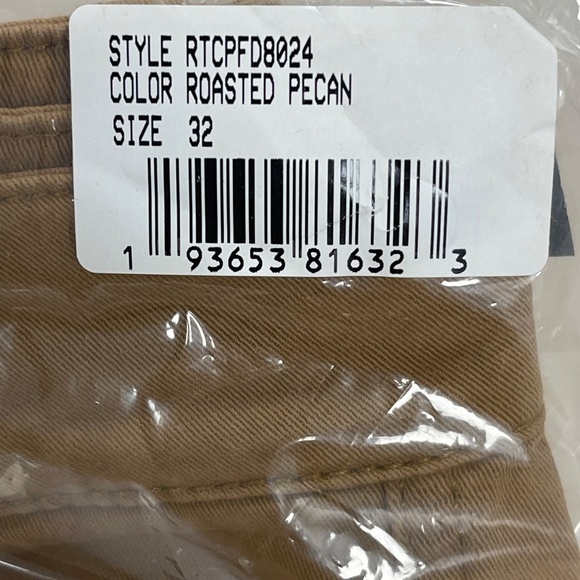 STYLE RTCPFD8024
COLOR ROASTED PECAN
SIZE 32
1 93653 81632 3